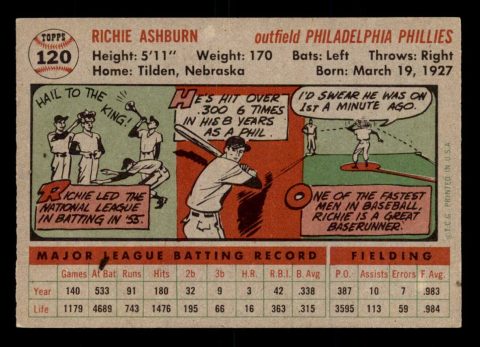 TOPPS
120
RICHIE ASHBURN
outfield PHILADELPHIA PHILLIES
Height: 5'11" Weight: 170 Bats: Left Throws: Right
Home: Tilden, Nebraska Born: March 19, 1927
HAIL TO THE
KING!
RICHIE LED THE
NATIONAL LEAGUE
IN BATTING IN '55.
HE'S HIT OVER
.300 6 TIMES
IN HIS 8 YEARS
AS A PHIL.
I'D SWEAR HE WAS ON
1ST A MINUTE AGO.
ONE OF THE FASTEST
MEN IN BASEBALL,
RICHIE IS A GREAT
BASERUNNER.
©T.C.G. PRINTED IN U.S.A.
MAJOR LEAGUE BATTING RECORD FIELDING
Games At Bat Runs Hits 2b 3b H.R. R.B.I. B. Avg P.O. Assists Errors F. Avg.
Year 140 533 91 180 32 9 3 42 .338 387 10 7 .983
Life 1179 4689 743 1476 195 66 16 363 .315 3595 113 59 .984